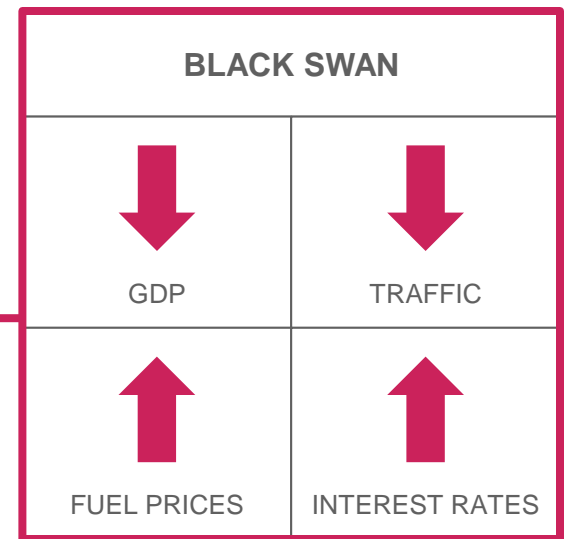 BLACK SWAN
GDP
TRAFFIC
FUEL PRICES
INTEREST RATES